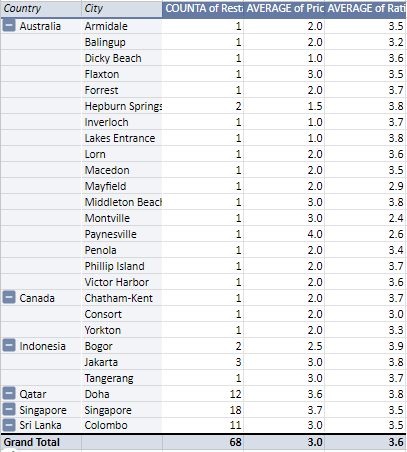 Country City COUNTA of Rest AVERAGE of Pric AVERAGE of Rati
Australia Armidale 1 2.0 3.5
Balingup 1 2.0 3.2
Dicky Beach 1 1.0 3.6
Flaxton 1 3.0 3.5
Forrest 1 2.0 3.7
Hepburn Springs 2 1.5 3.8
Inverloch 1 1.0 3.7
Lakes Entrance 1 1.0 3.8
Lorn 1 2.0 3.6
Macedon 1 2.0 3.5
Mayfield 1 2.0 2.9
Middleton Beach 1 3.0 3.8
Montville 1 3.0 2.4
Paynesville 1 4.0 2.6
Penola 1 2.0 3.4
Phillip Island 1 2.0 3.7
Victor Harbor 1 2.0 3.6
Canada Chatham-Kent 1 2.0 3.7
Consort 1 2.0 3.0
Yorkton 1 2.0 3.3
Indonesia Bogor 2 2.5 3.9
Jakarta 3 3.0 3.8
Tangerang 1 3.0 3.7
Qatar Doha 12 3.6 3.8
Singapore Singapore 18 3.7 3.5
Sri Lanka Colombo 11 3.0 3.5
Grand Total 68 3.0 3.6